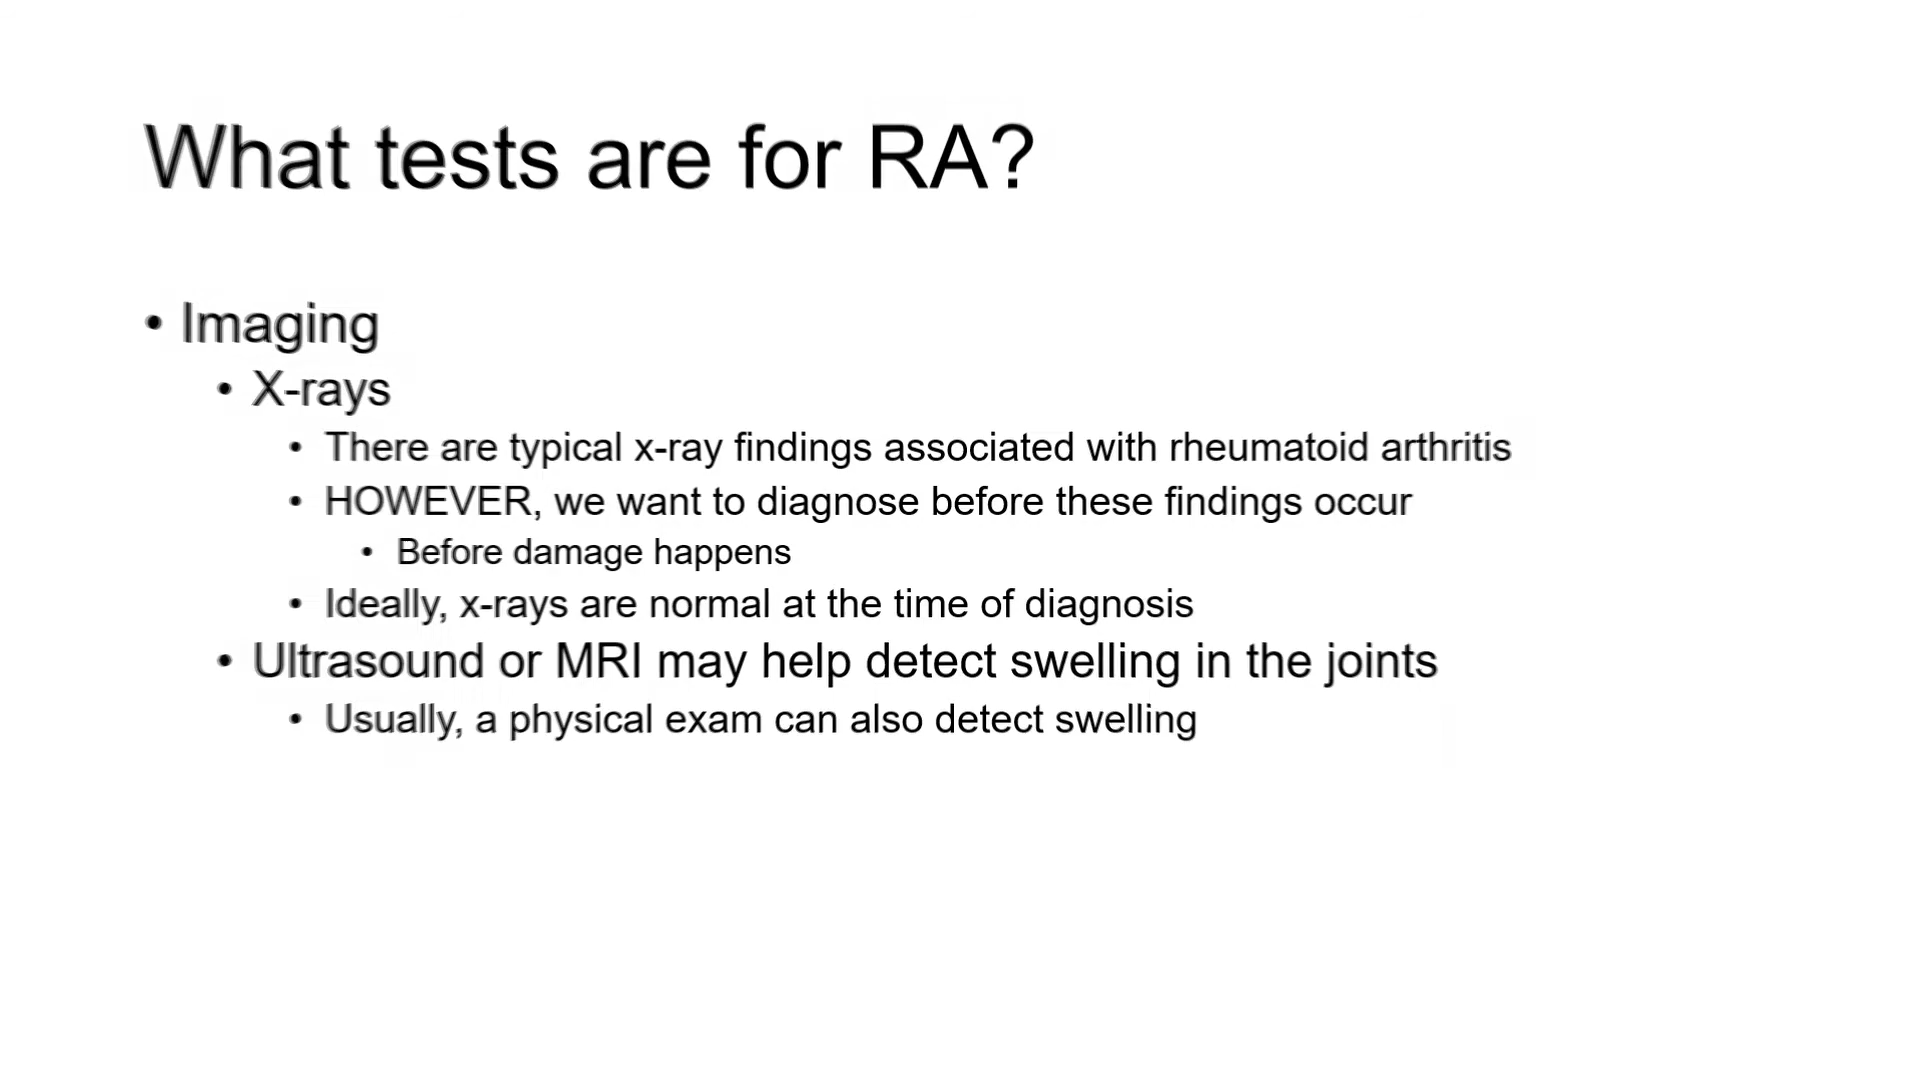 What tests are for RA?
• Imaging
• X-rays
• There are typical x-ray findings associated with rheumatoid arthritis
• HOWEVER, we want to diagnose before these findings occur
• Before damage happens
• Ideally, x-rays are normal at the time of diagnosis
• Ultrasound or MRI may help detect swelling in the joints
• Usually, a physical exam can also detect swelling